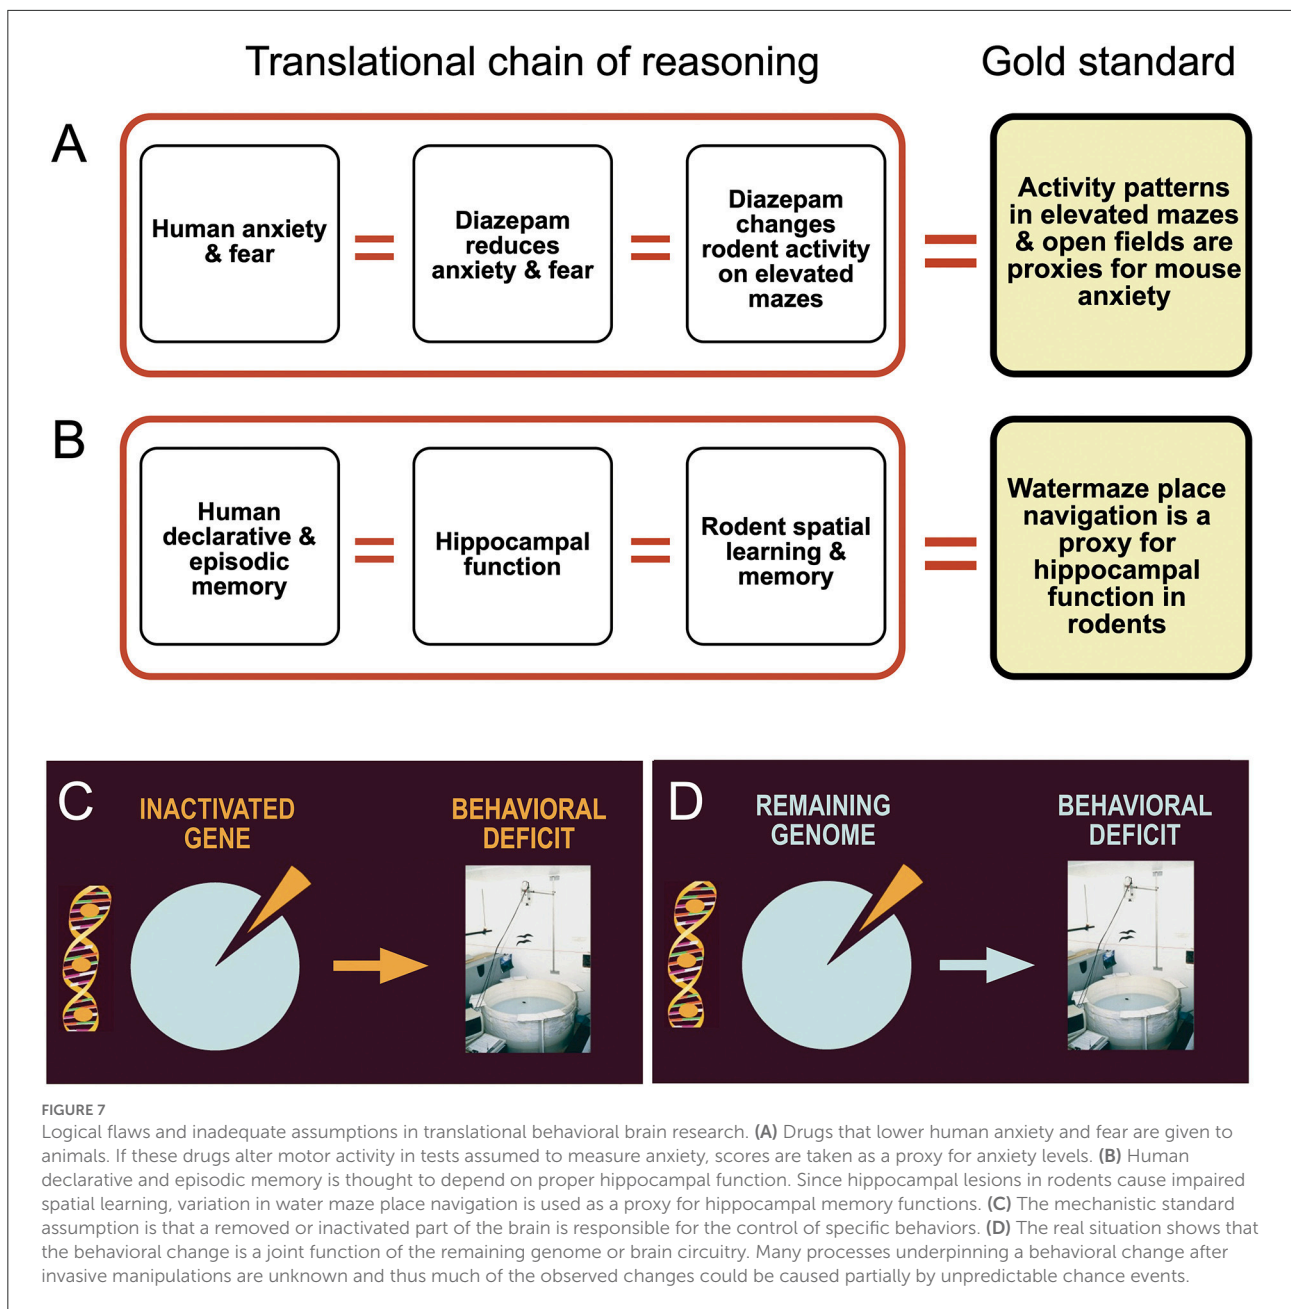 Translational chain of reasoning
Gold standard
A
Human anxiety
& fear
=
Diazepam
reduces
anxiety & fear
=
Diazepam
changes
rodent activity
on elevated
mazes
=
Activity patterns
in elevated mazes
& open fields are
proxies for mouse
anxiety
B
Human
declarative &
episodic
memory
=
Hippocampal
function
=
Rodent spatial
learning &
memory
=
Watermaze place
navigation is a
proxy for
hippocampal
function in
rodents
C
INACTIVATED
GENE
BEHAVIORAL
DEFICIT
D
REMAINING
GENOME
BEHAVIORAL
DEFICIT
FIGURE 7
Logical flaws and inadequate assumptions in translational behavioral brain research. (A) Drugs that lower human anxiety and fear are given to
animals. If these drugs alter motor activity in tests assumed to measure anxiety, scores are taken as a proxy for anxiety levels. (B) Human
declarative and episodic memory is thought to depend on proper hippocampal function. Since hippocampal lesions in rodents cause impaired
spatial learning, variation in water maze place navigation is used as a proxy for hippocampal memory functions. (C) The mechanistic standard
assumption is that a removed or inactivated part of the brain is responsible for the control of specific behaviors. (D) The real situation shows that
the behavioral change is a joint function of the remaining genome or brain circuitry. Many processes underpinning a behavioral change after
invasive manipulations are unknown and thus much of the observed changes could be caused partially by unpredictable chance events.